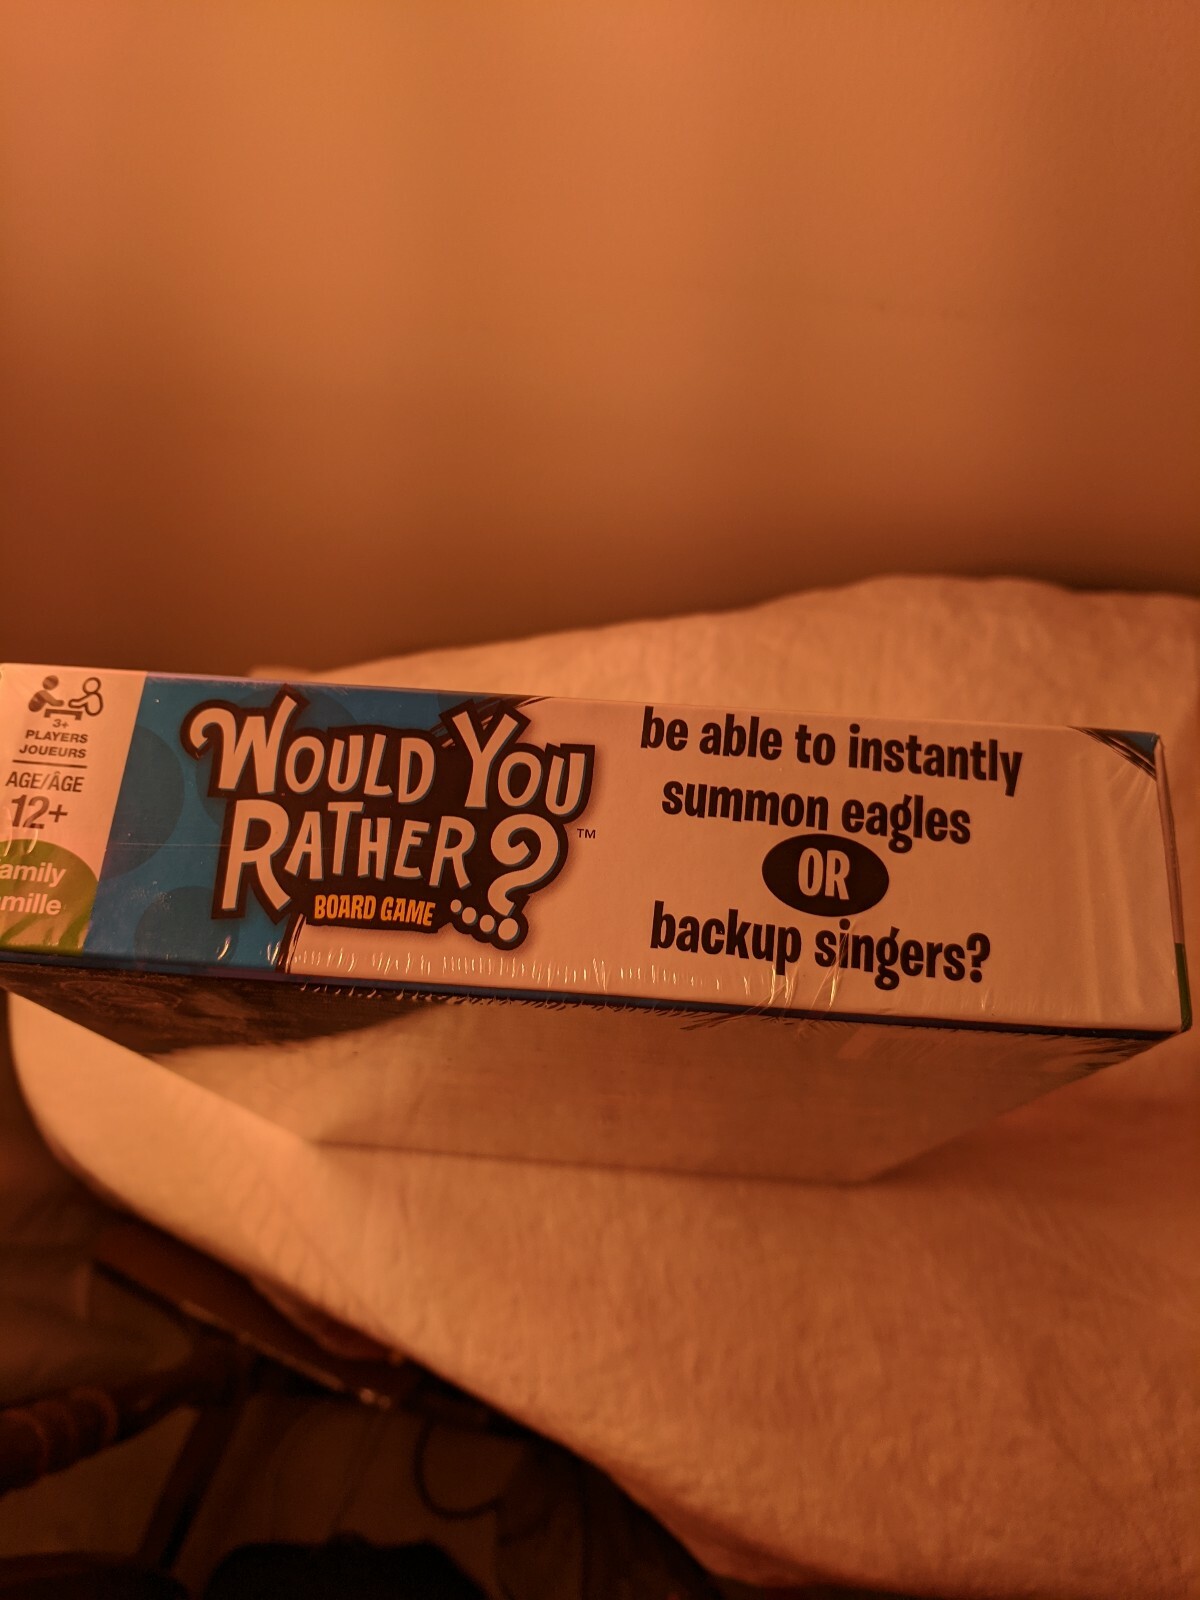 3+
PLAYERS
JOUEURS
AGE/ÂGE
12+
amily
mille
WOULD YOU
RATHER...?™
BOARD GAME
be able to instantly
summon eagles
OR
backup singers?